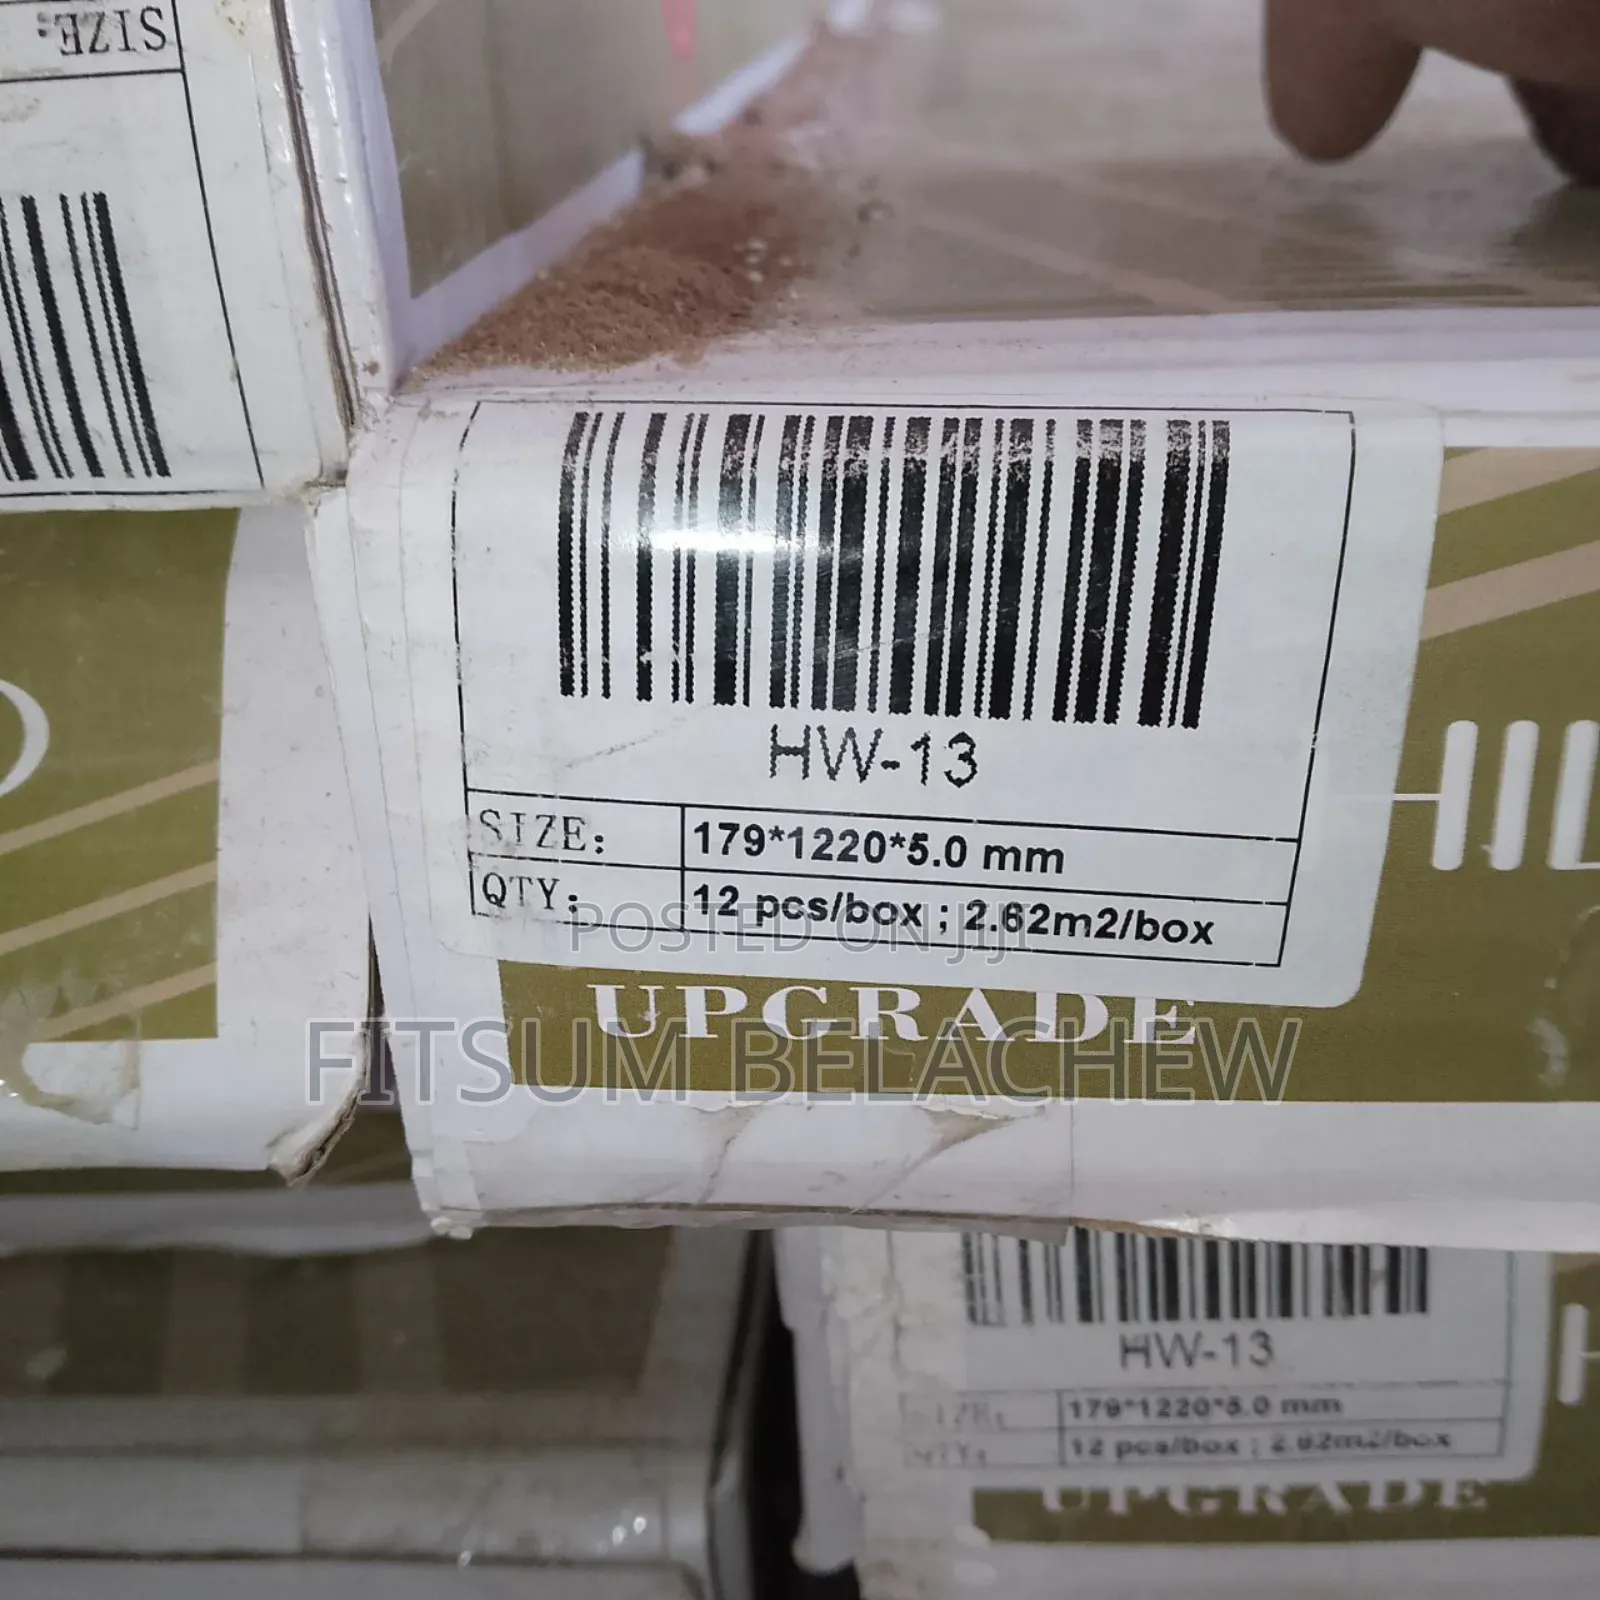 SIZE:
HW-13
SIZE: 179*1220*5.0 mm
QTY: 12 pcs/box ; 2.62m2/box
POSTED ON JIJI
UPGRADE
FITSUM BELACHEW
HW-13
179*1220*5.0 mm
QTY: 12 pcs/box ; 2.62m2/box
UPGRADE